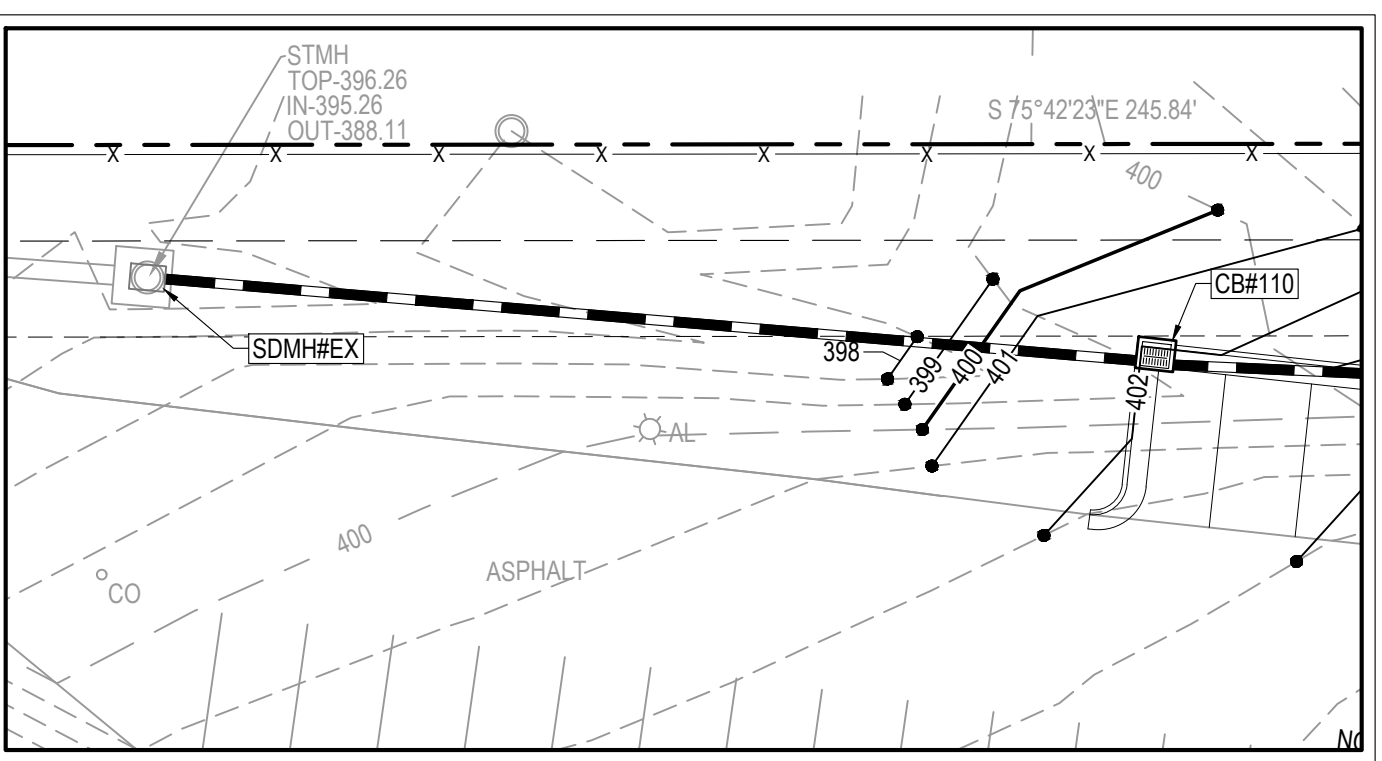 STMH
TOP-396.26
IN-395.26
OUT-388.11
S 75°42'23"E 245.84'
X X X X X X X X
400
CB#110
SDMH#EX
398
399
400
401
402
AL
400
ASPHALT
CO